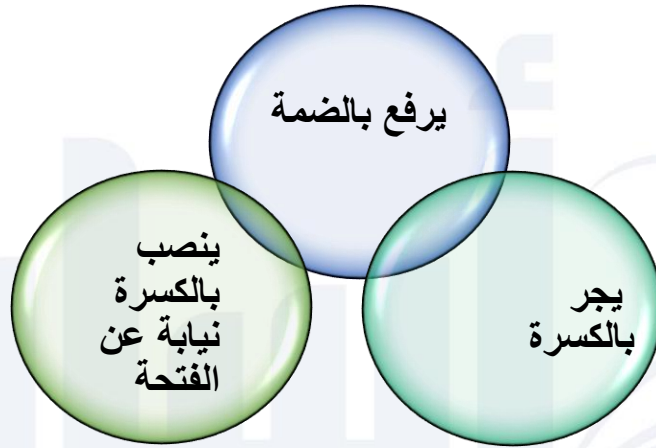 يرفع بالضمة
يجر
بالكسرة
ينصب
بالكسرة
نيابة عن
الفتحة